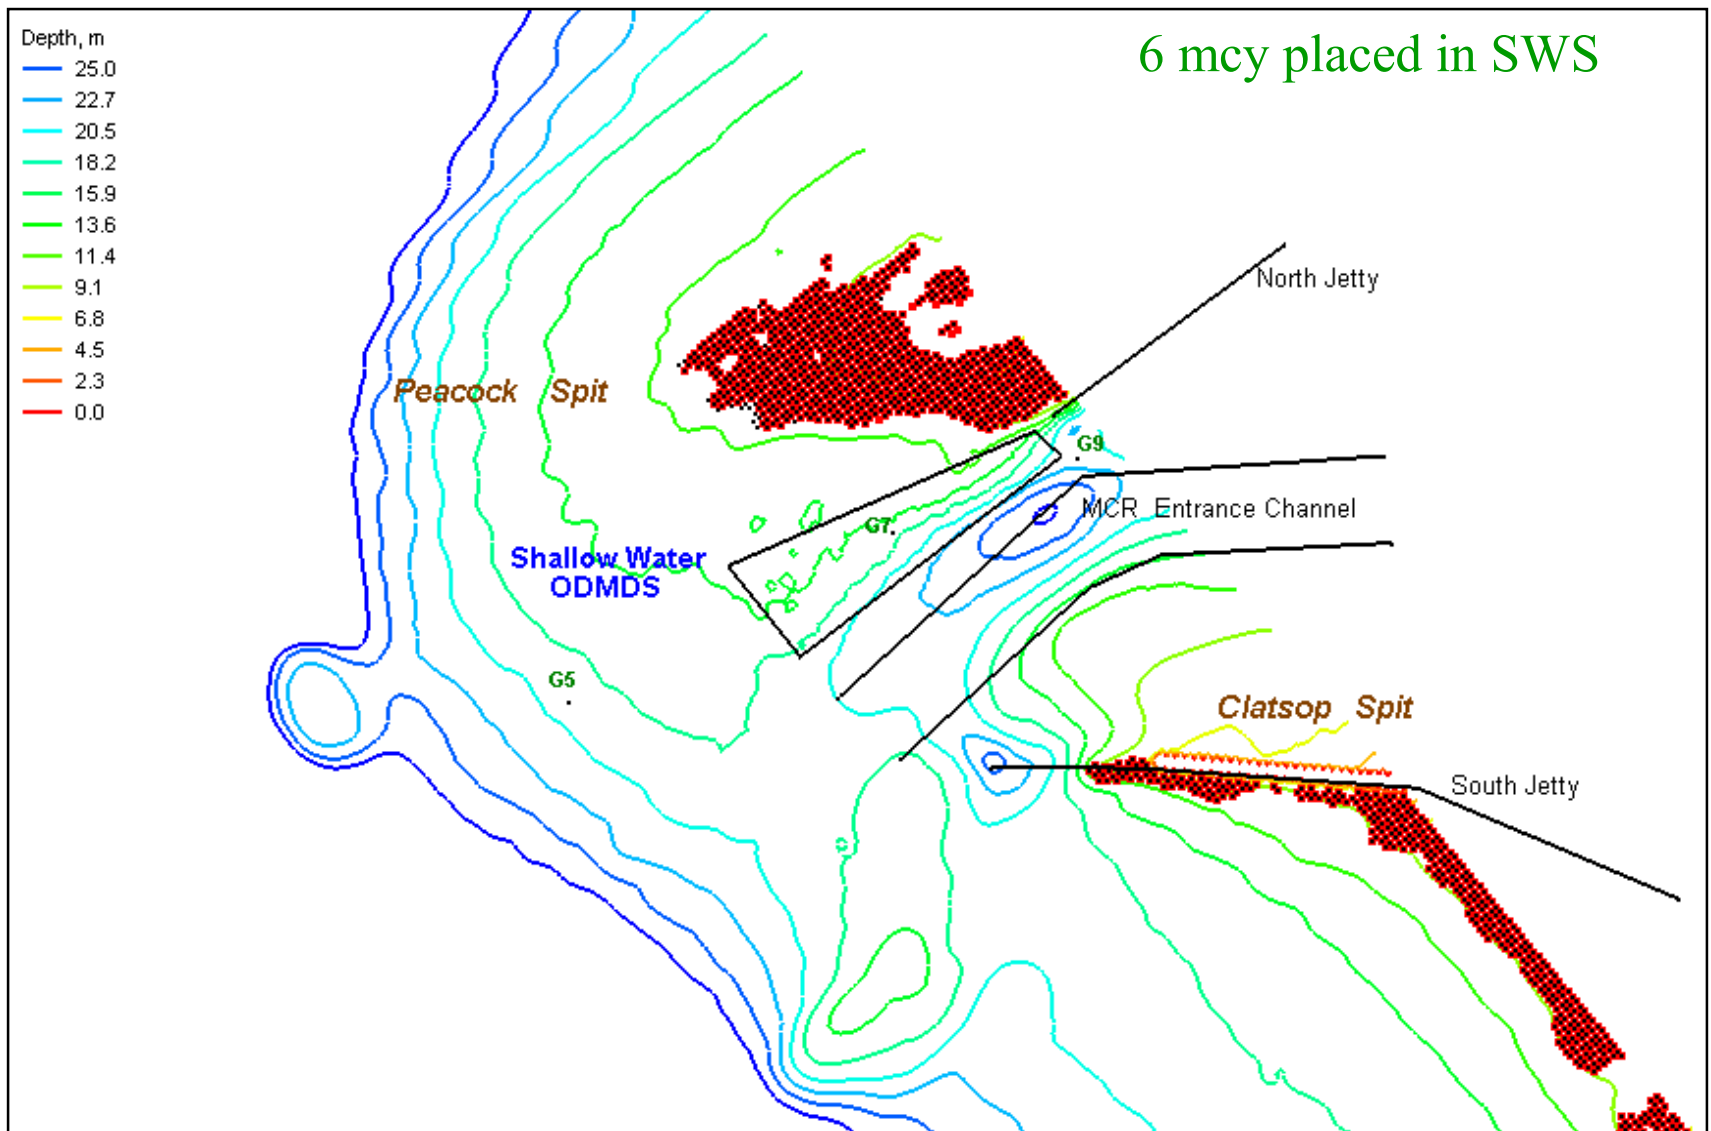 6 mcy placed in SWS
Depth, m
25.0
22.7
20.5
18.2
15.9
13.6
11.4
9.1
6.8
4.5
2.3
0.0
North Jetty
Peacock Spit
G9
MCR Entrance Channel
G7
Shallow Water
ODMDS
G5
Clatsop Spit
South Jetty